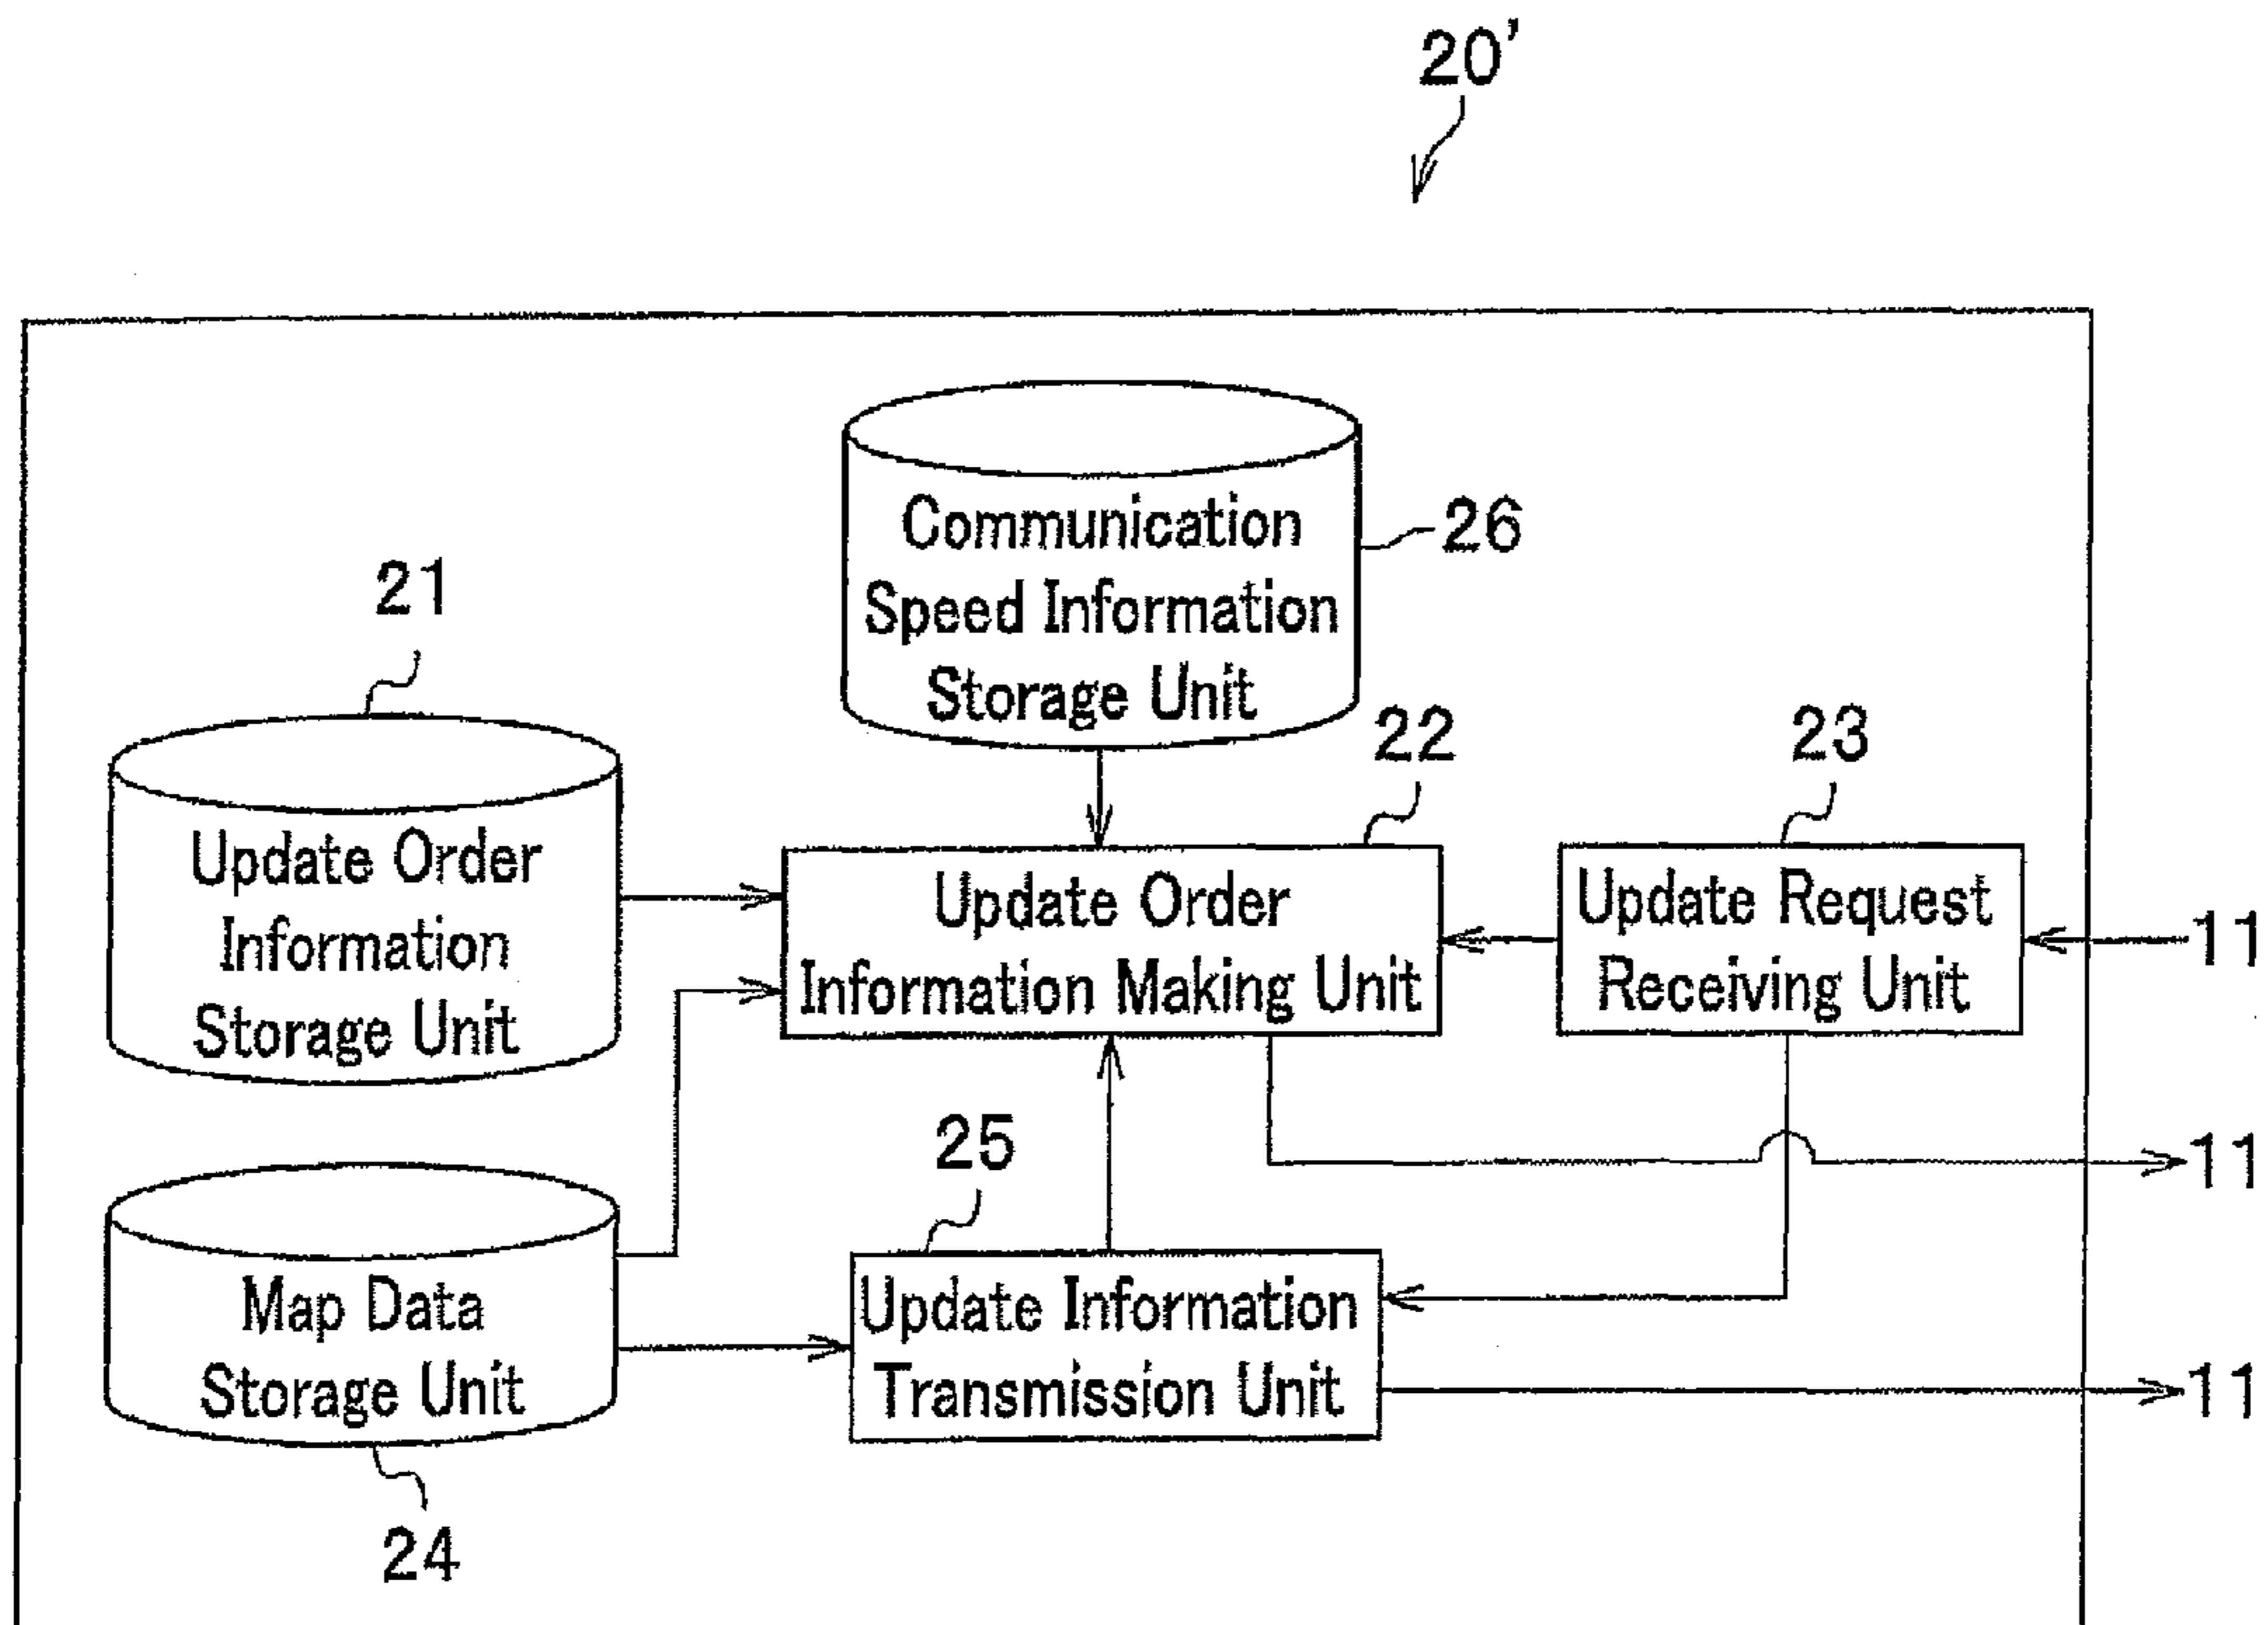 20'
Communication
Speed Information
Storage Unit
26
21
Update Order
Information
Storage Unit
22
Update Order
Information Making Unit
23
Update Request
Receiving Unit
11
11
25
Update Information
Transmission Unit
11
Map Data
Storage Unit
24